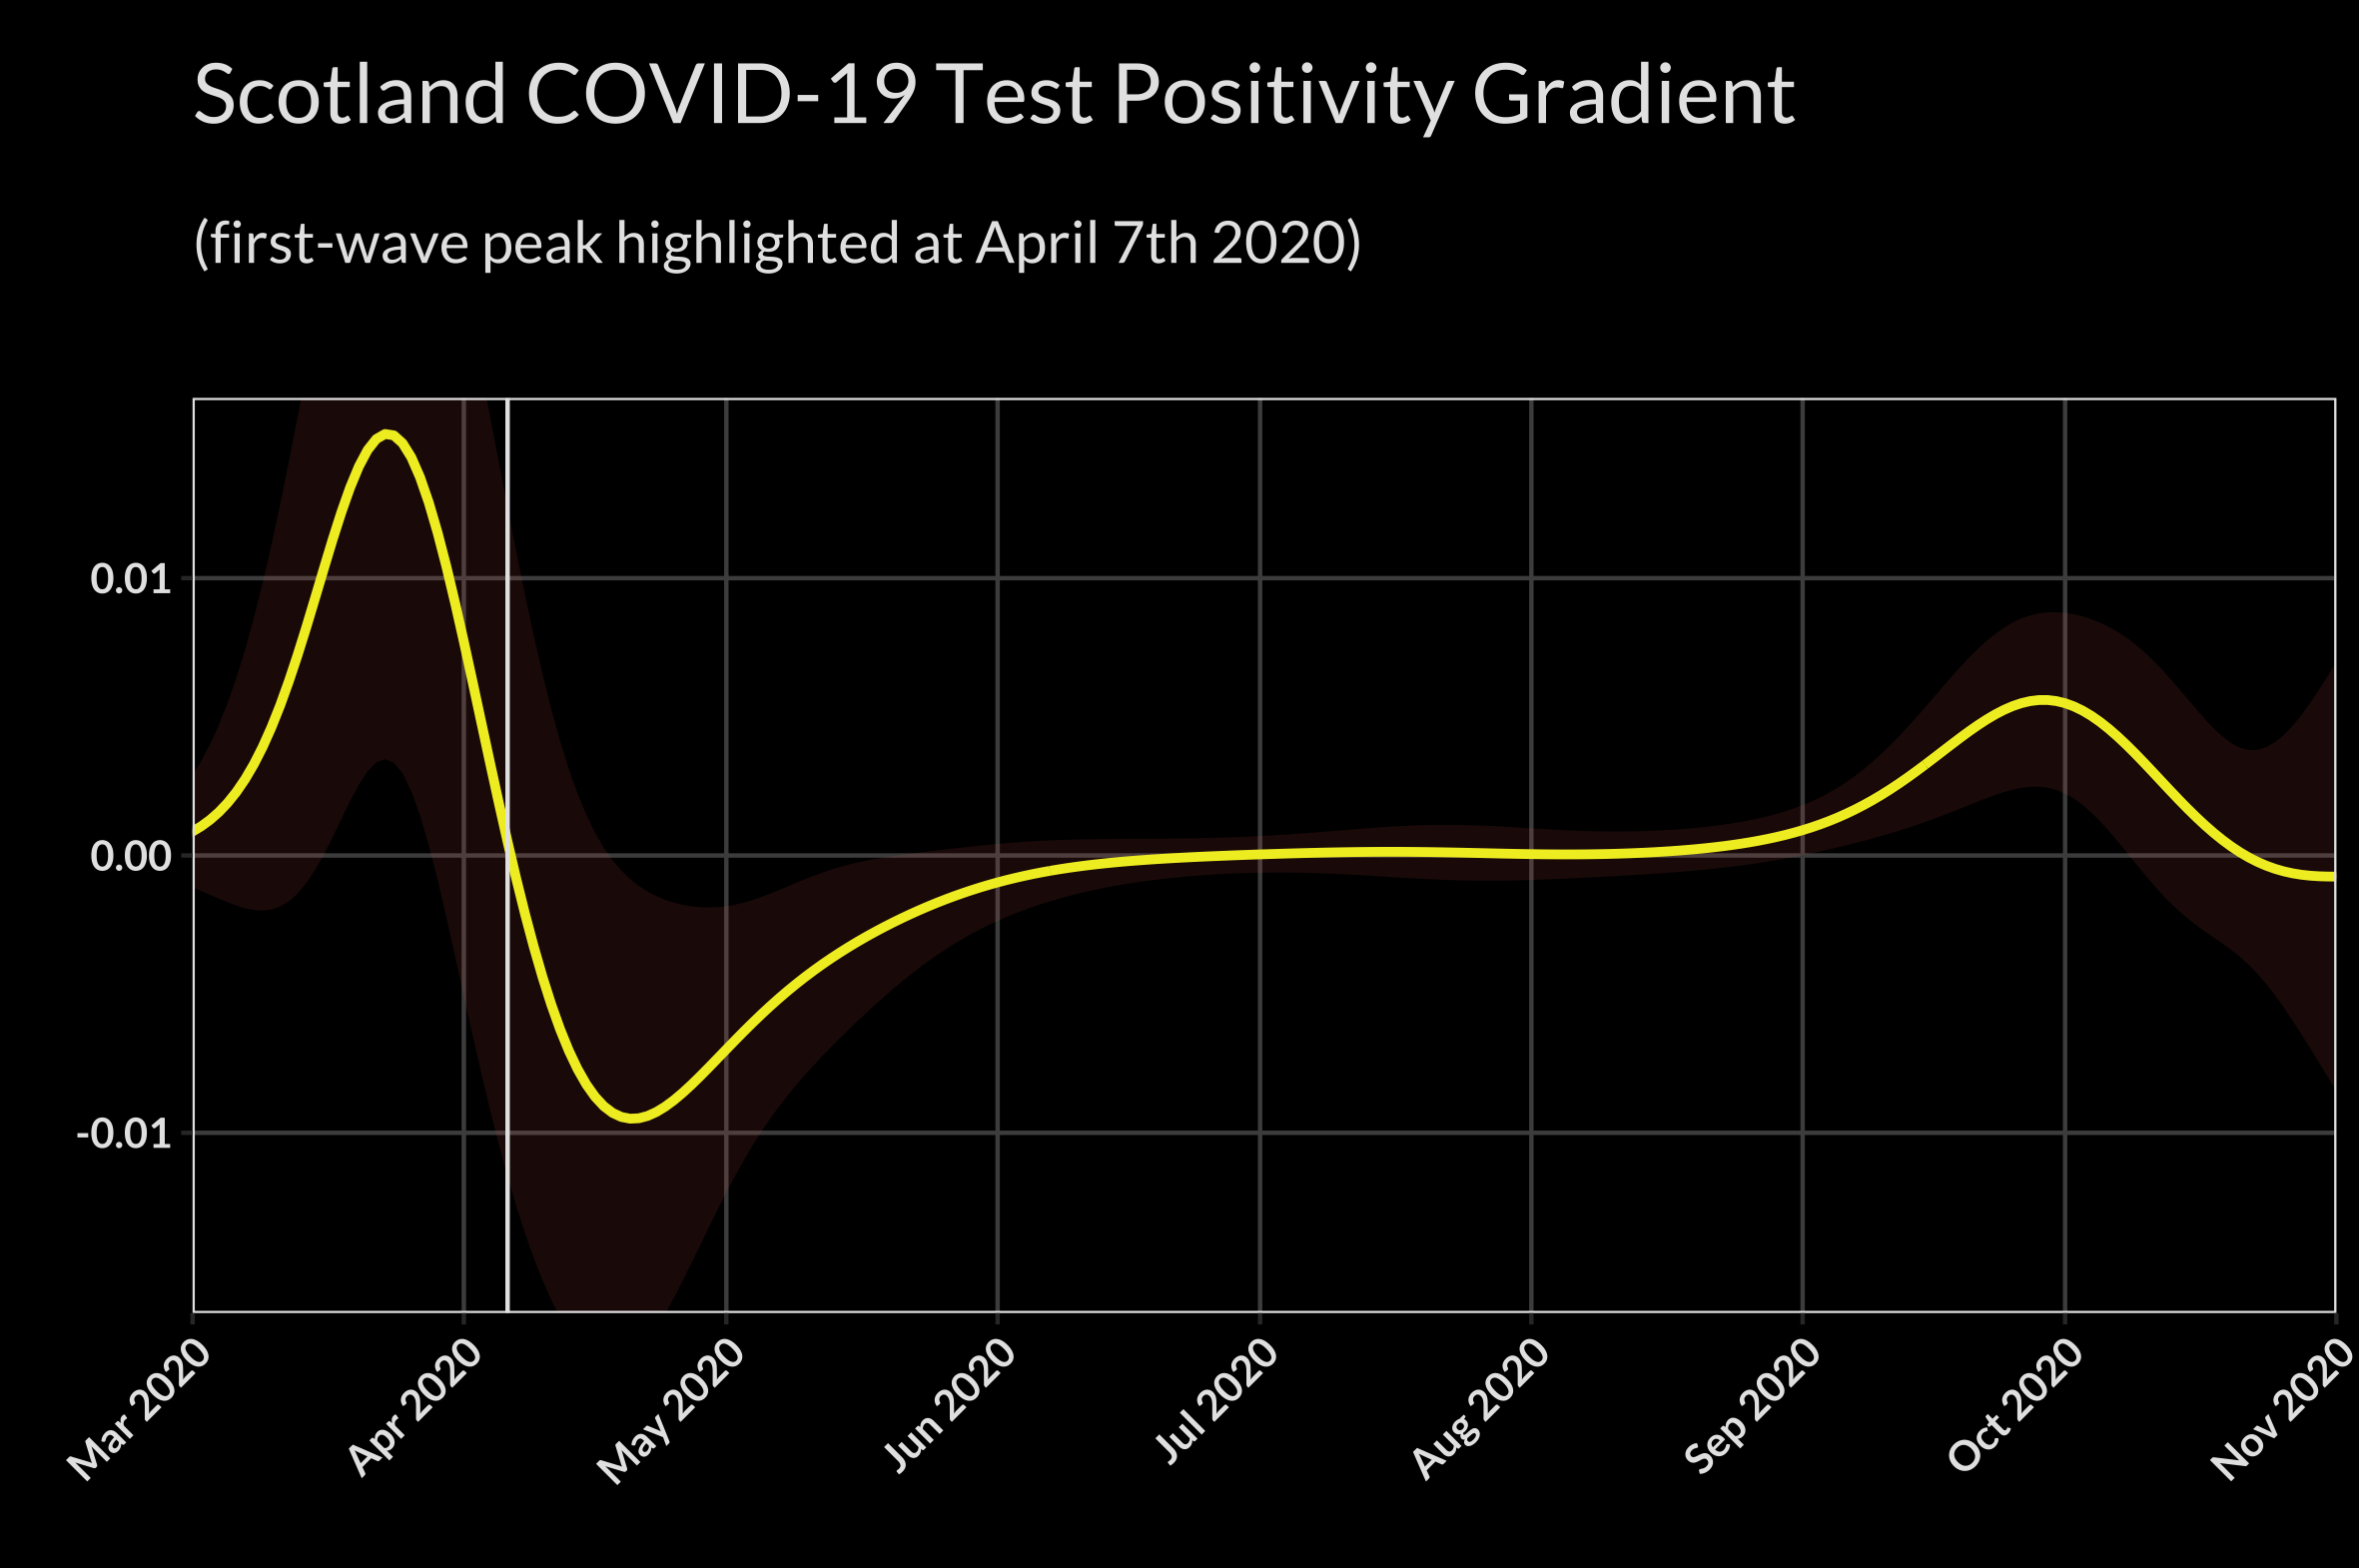 Scotland COVID-19 Test Positivity Gradient
(first-wave peak highlighted at April 7th 2020)
0.01
0.00
-0.01
Mar 2020
Apr 2020
May 2020
Jun 2020
Jul 2020
Aug 2020
Sep 2020
Oct 2020
Nov 2020